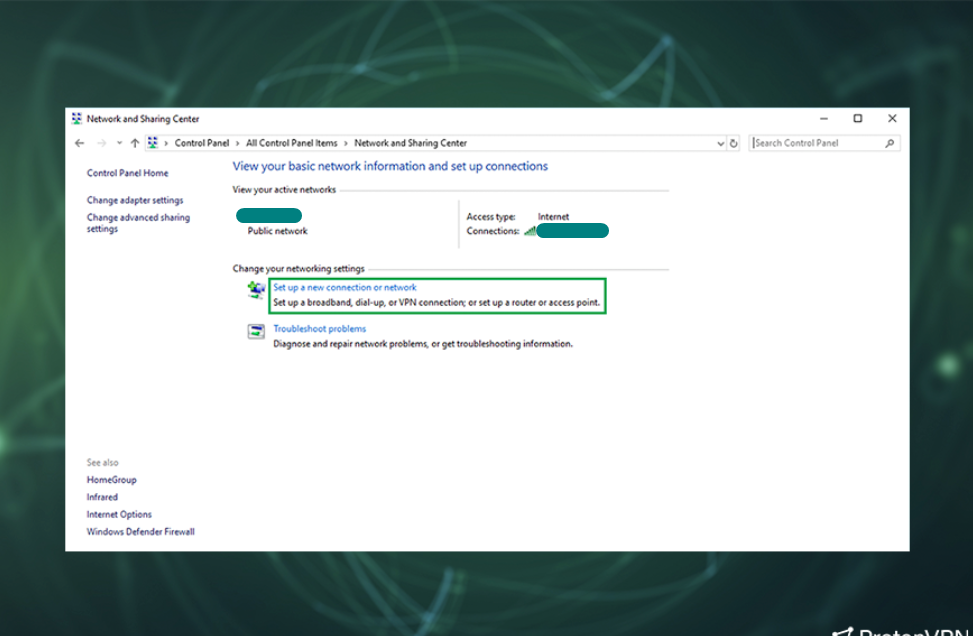 Network and Sharing Center
Control Panel > All Control Panel Items > Network and Sharing Center
Search Control Panel
Control Panel Home
Change adapter settings
Change advanced sharing
settings
View your basic network information and set up connections
View your active networks
Public network
Access type: Internet
Connections:
Change your networking settings
Set up a new connection or network
Set up a broadband, dial-up, or VPN connection; or set up a router or access point.
Troubleshoot problems
Diagnose and repair network problems, or get troubleshooting information.
See also
HomeGroup
Infrared
Internet Options
Windows Defender Firewall
ProtonVPN